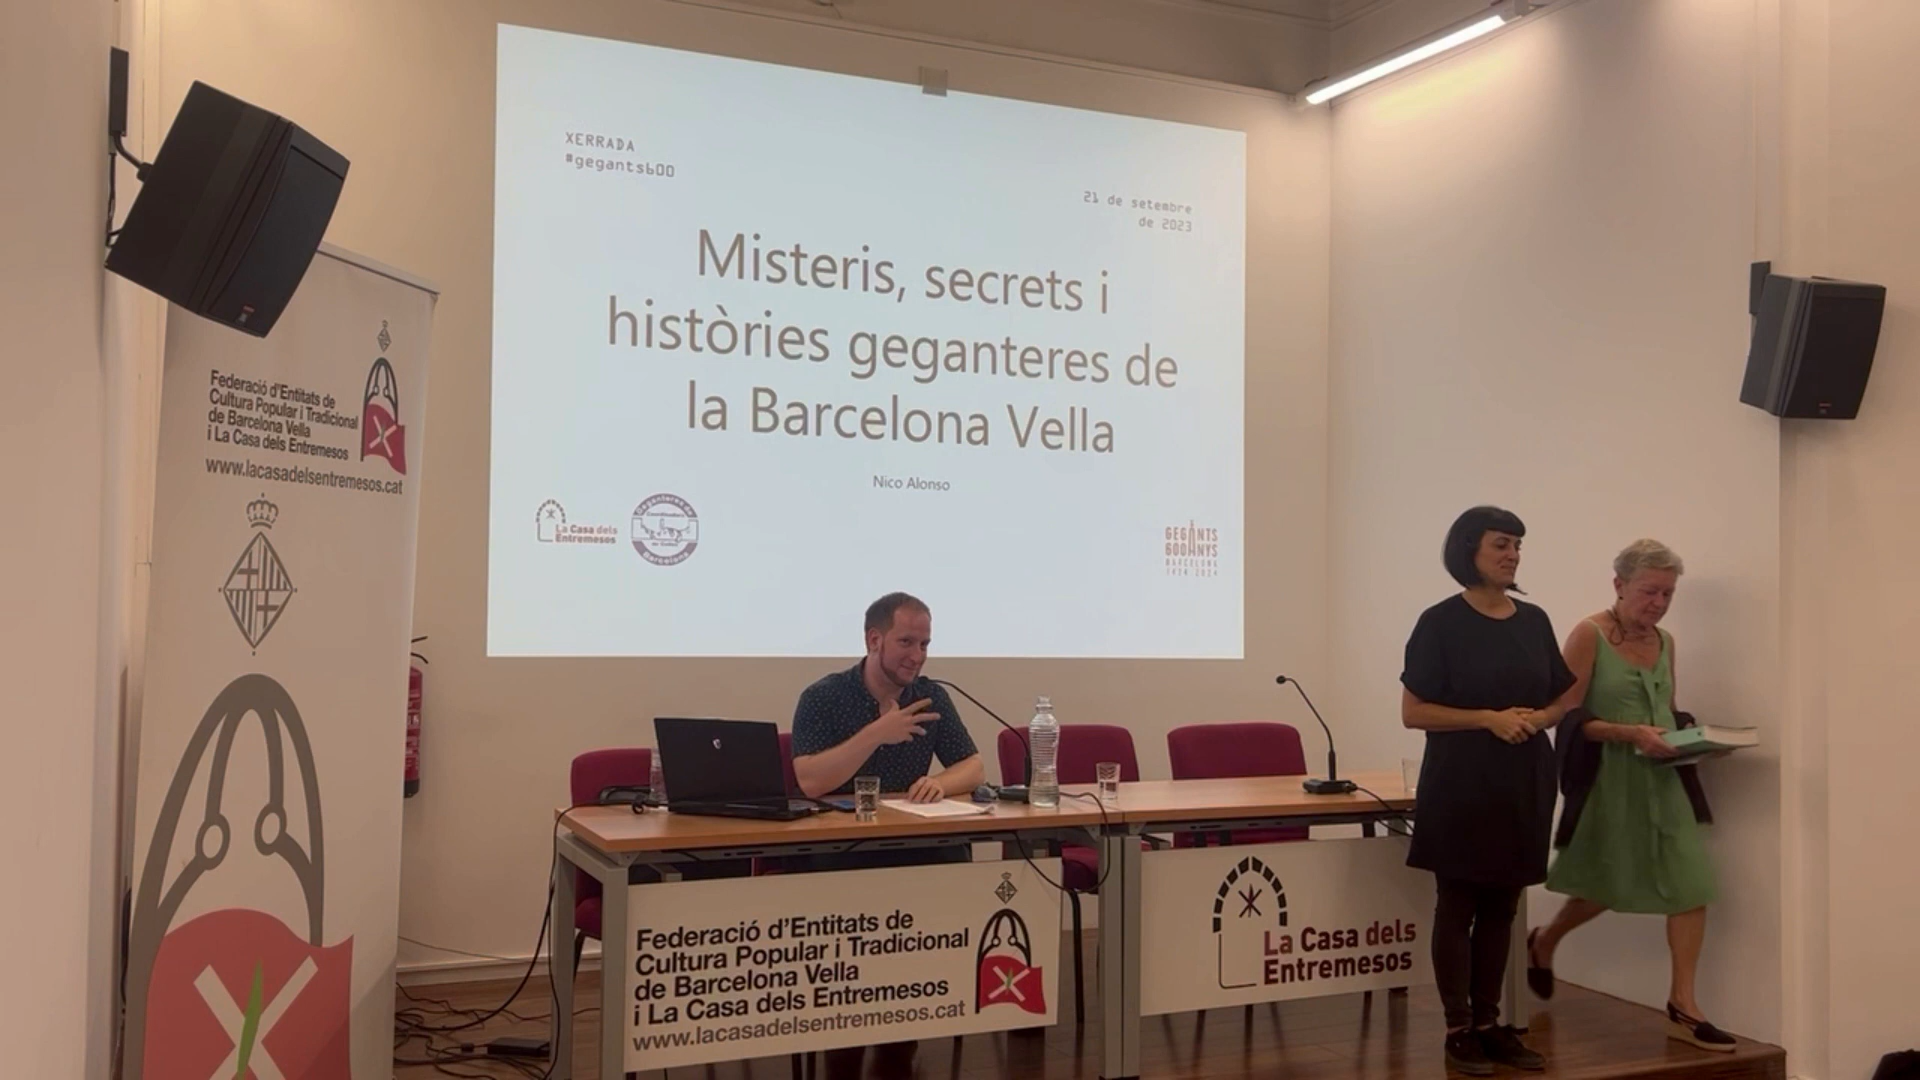 XERRADA
#gegants600
21 de setembre
de 2023
Misteris, secrets i
històries geganteres de
la Barcelona Vella
Nico Alonso
La Casa dels
Entremesos
Barcelona
GEGANTS
600ANYS
BARCELONA
1424 2024
Federació d'Entitats de
Cultura Popular i Tradicional
de Barcelona Vella
i La Casa dels Entremesos
www.lacasadelsentremesos.cat
Federació d'Entitats de
Cultura Popular i Tradicional
de Barcelona Vella
i La Casa dels Entremesos
www.lacasadelsentremesos.cat
La Casa dels
Entremesos